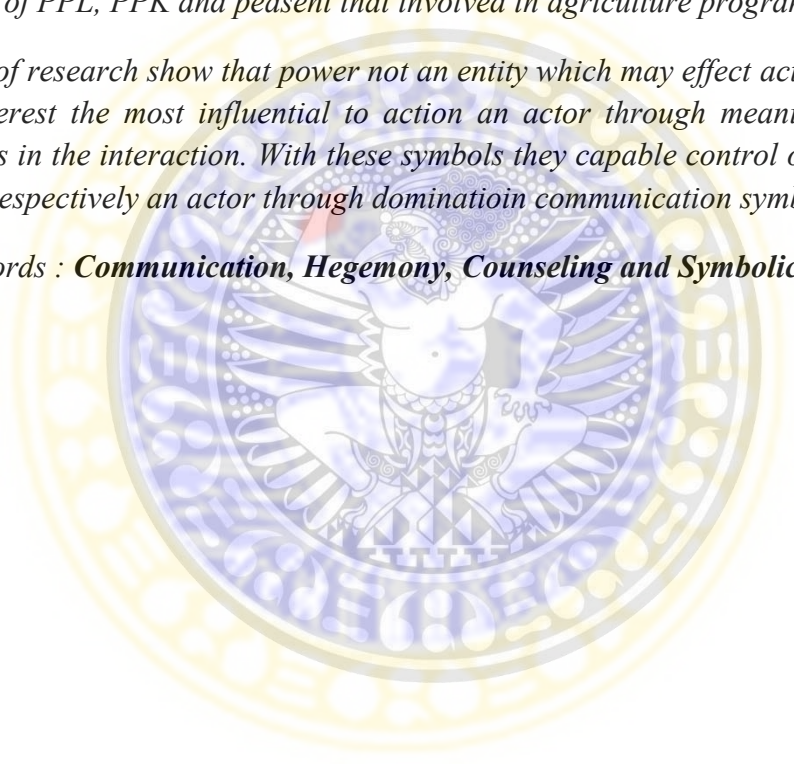 of PPL, PPK and peasent that involved in agriculture program
of research show that power not an entity which may effect act
erest the most influential to action an actor through meani
s in the interaction. With these symbols they capable control o
espectively an actor through dominatioin communication symb
ords : Communication, Hegemony, Counseling and Symbolic